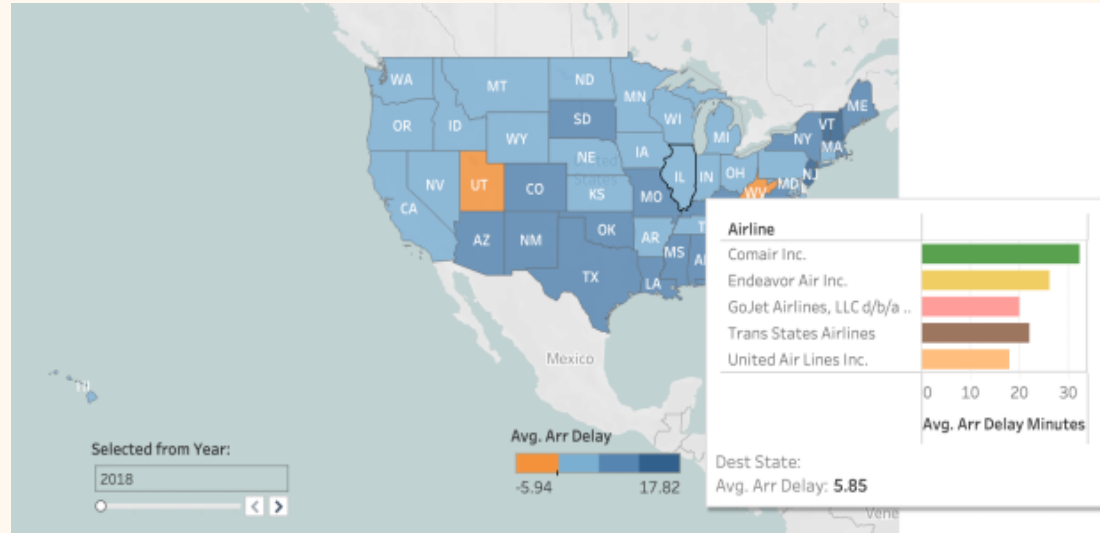 WA
MT
ND
MN
ME
OR
ID
SD
WI
VT
WY
MI
NY
MA
NE
IA
NV
UT
CO
KS
IL
IN
OH
CA
MO
WV
MD
NJ
AZ
NM
OK
AR
MS
TX
LA
HI
Mexico
Airline
Comair Inc.
Endeavor Air Inc.
GoJet Airlines, LLC d/b/a ..
Trans States Airlines
United Air Lines Inc.
0 10 20 30
Avg. Arr Delay Minutes
Dest State:
Avg. Arr Delay: 5.85
Avg. Arr Delay
-5.94 17.82
Selected from Year:
2018
< >
Vene